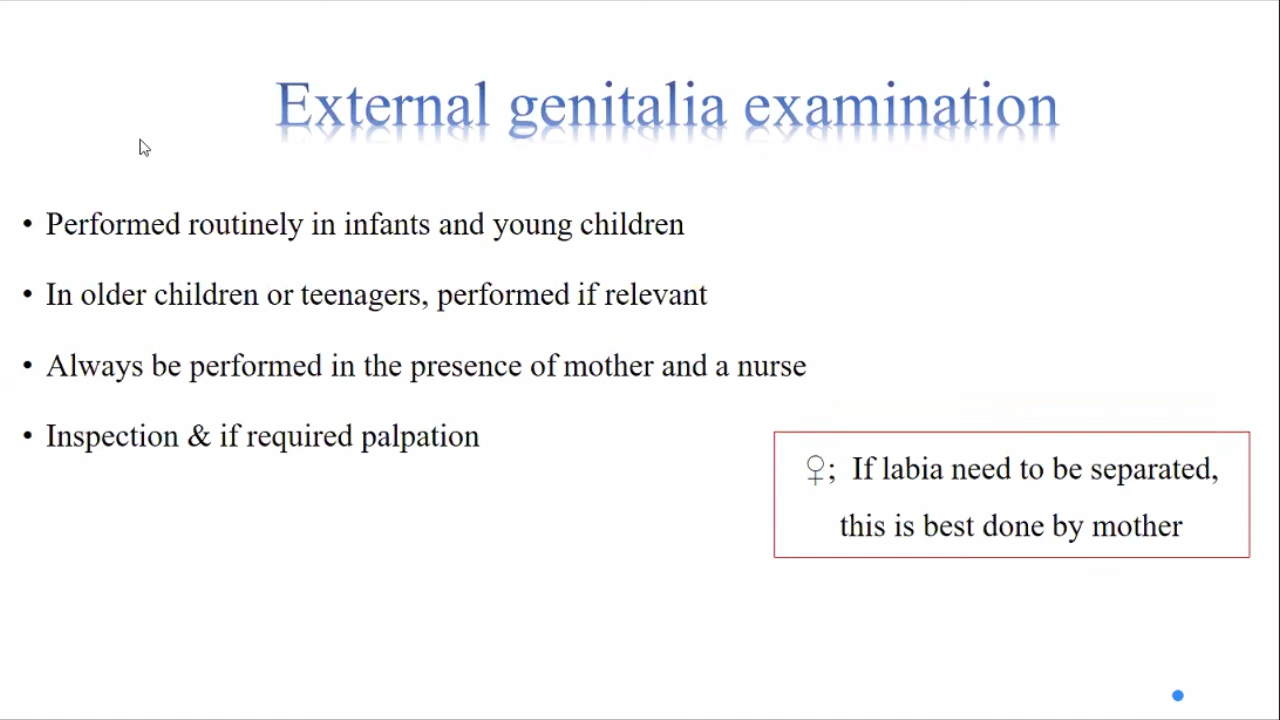 External genitalia examination
• Performed routinely in infants and young children
• In older children or teenagers, performed if relevant
• Always be performed in the presence of mother and a nurse
• Inspection & if required palpation
♀; If labia need to be separated,
this is best done by mother